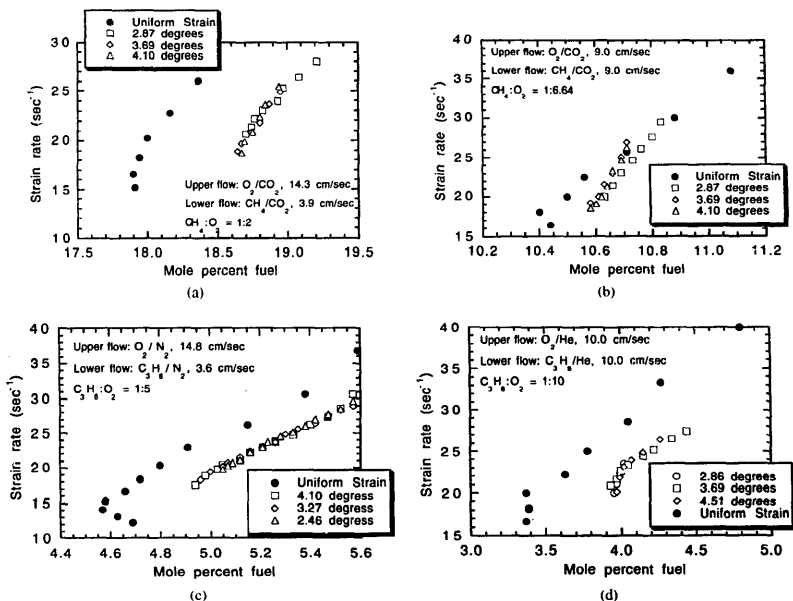 Uniform Strain
2.87 degrees
3.69 degrees
4.10 degrees
Strain rate (sec⁻¹)
30
25
20
15
10
Upper flow: O₂/CO₂, 14.3 cm/sec
Lower flow: CH₄/CO₂, 3.9 cm/sec
CH₄:O₂ = 1:2
17.5 18.0 18.5 19.0 19.5
Mole percent fuel
(a)
Upper flow: O₂/CO₂, 9.0 cm/sec
Lower flow: CH₄/CO₂, 9.0 cm/sec
CH₄:O₂ = 1:6.64
Strain rate (sec⁻¹)
40
35
30
25
20
15
Uniform Strain
2.87 degrees
3.69 degrees
4.10 degrees
10.2 10.4 10.6 10.8 11.0 11.2
Mole percent fuel
(b)
Upper flow: O₂/N₂, 14.8 cm/sec
Lower flow: C₃H₈/N₂, 3.6 cm/sec
C₃H₈:O₂ = 1:5
Strain rate (sec⁻¹)
40
35
30
25
20
15
10
Uniform Strain
4.10 degress
3.27 degress
2.46 degress
4.4 4.6 4.8 5.0 5.2 5.4 5.6
Mole percent fuel
(c)
Upper flow: O₂/He, 10.0 cm/sec
Lower flow: C₃H₈/He, 10.0 cm/sec
C₃H₈:O₂ = 1:10
Strain rate (sec⁻¹)
40
35
30
25
20
15
2.86 degrees
3.69 degrees
4.51 degrees
Uniform Strain
3.0 3.5 4.0 4.5 5.0
Mole percent fuel
(d)